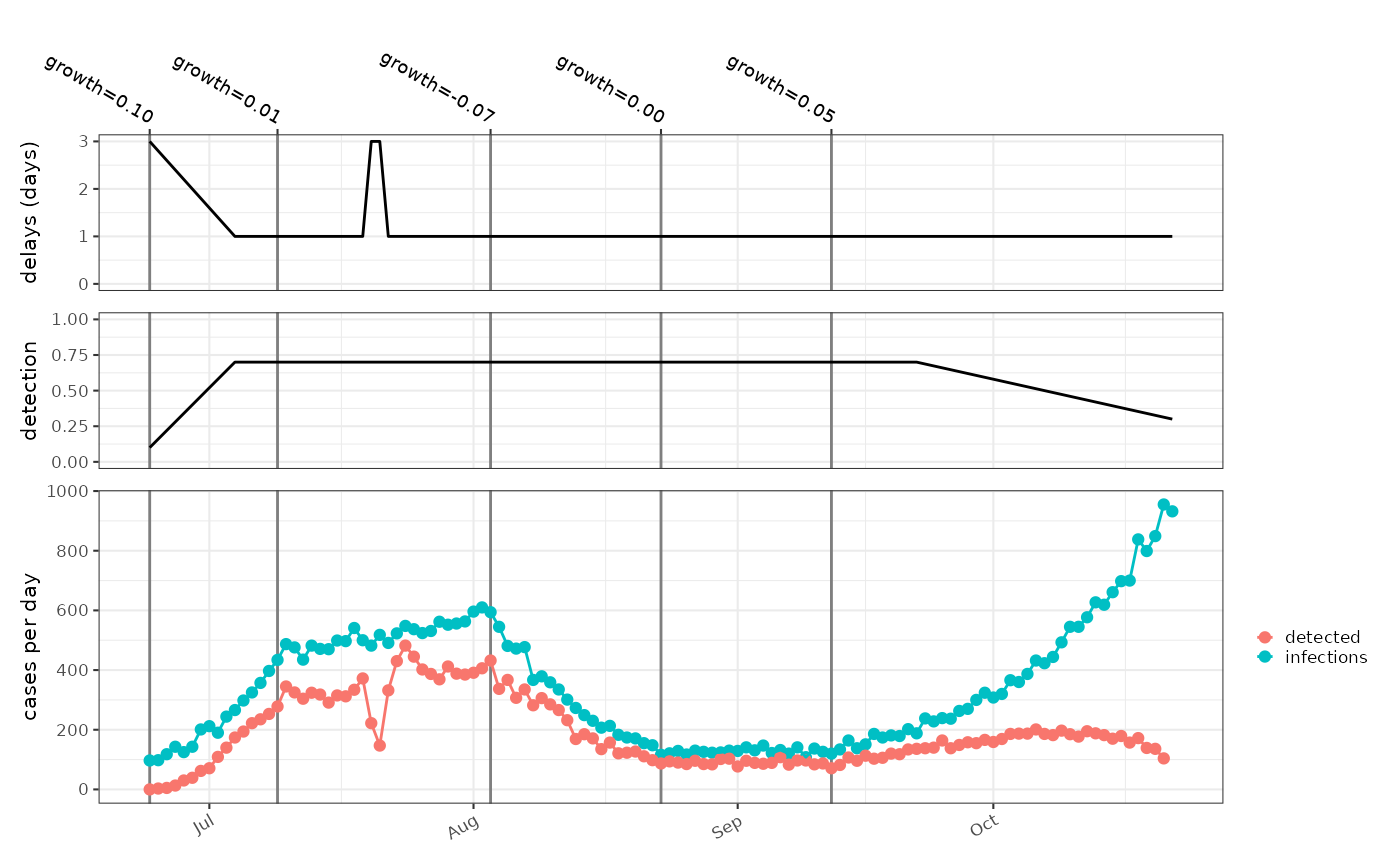 growth=0.10
growth=0.01
growth=-0.07
growth=0.00
growth=0.05
delays (days)
3
2
1
0
detection
1.00
0.75
0.50
0.25
0.00
cases per day
1000
800
600
400
200
0
Jul
Aug
Sep
Oct
detected
infections